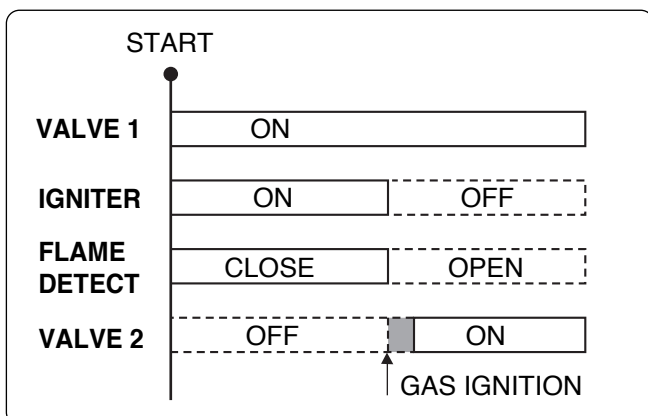 START
VALVE 1 ON
IGNITER ON OFF
FLAME
DETECT CLOSE OPEN
VALVE 2 OFF ON
GAS IGNITION